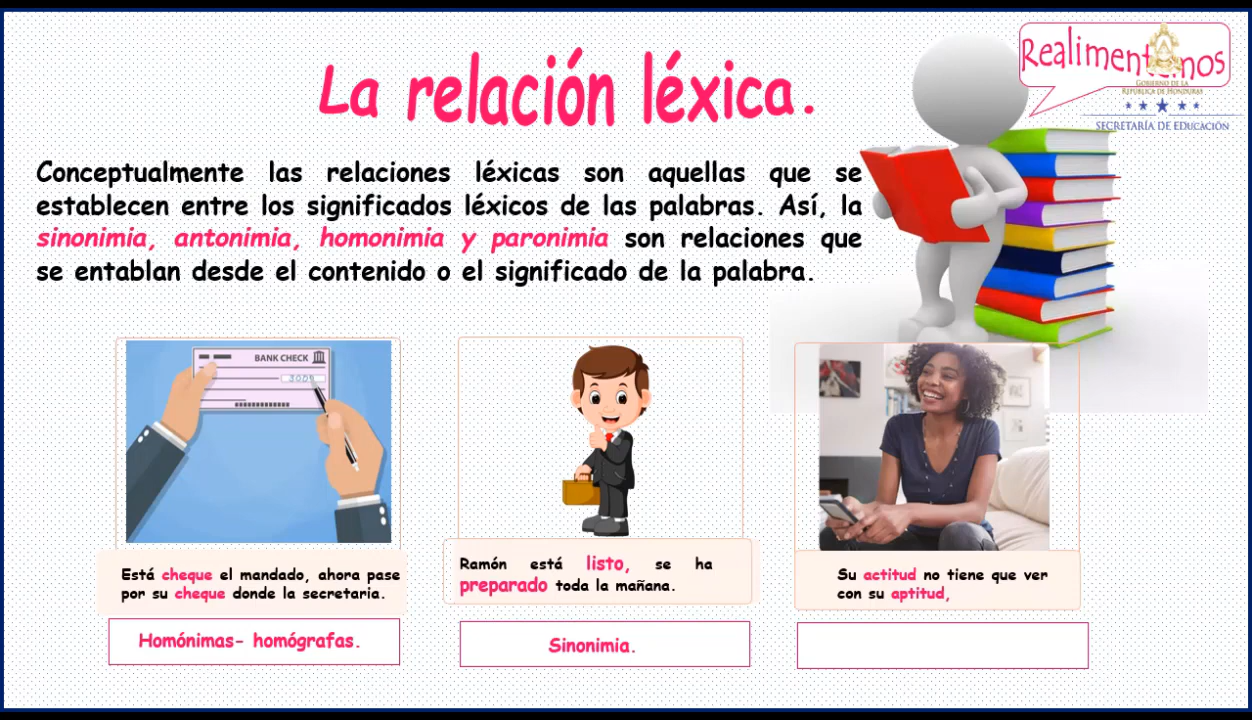 Realimentemos
GOBIERNO DE LA
REPÚBLICA DE HONDURAS
SECRETARÍA DE EDUCACIÓN
La relación léxica.
Conceptualmente las relaciones léxicas son aquellas que se
establecen entre los significados léxicos de las palabras. Así, la
sinonimia, antonimia, homonimia y paronimia son relaciones que
se entablan desde el contenido o el significado de la palabra.
BANK CHECK
Está cheque el mandado, ahora pase
por su cheque donde la secretaria.
Homónimas- homógrafas.
Ramón está listo, se ha
preparado toda la mañana.
Sinonimia.
Su actitud no tiene que ver
con su aptitud,